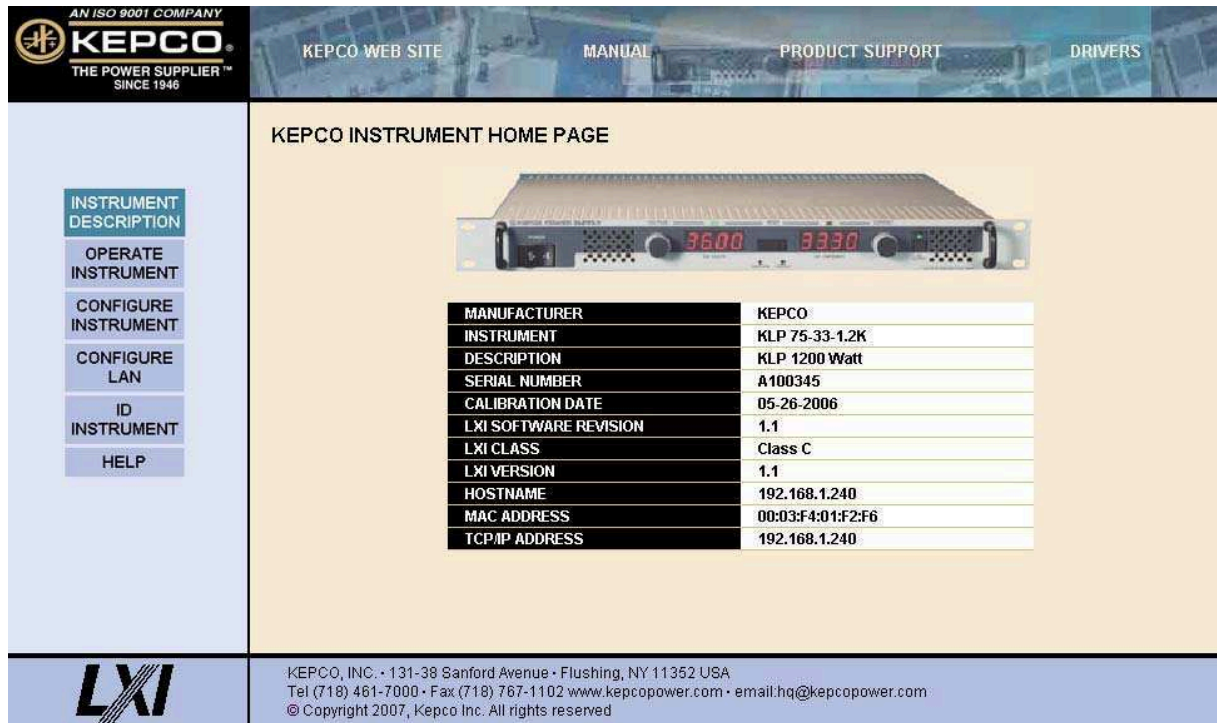 AN ISO 9001 COMPANY
KEPCO®
THE POWER SUPPLIER™
SINCE 1946
KEPCO WEB SITE
MANUAL
PRODUCT SUPPORT
DRIVERS
INSTRUMENT
DESCRIPTION
OPERATE
INSTRUMENT
CONFIGURE
INSTRUMENT
CONFIGURE
LAN
ID
INSTRUMENT
HELP
KEPCO INSTRUMENT HOME PAGE
36.00 33.30
MANUFACTURER KEPCO
INSTRUMENT KLP 75-33-1.2K
DESCRIPTION KLP 1200 Watt
SERIAL NUMBER A100345
CALIBRATION DATE 05-26-2006
LXI SOFTWARE REVISION 1.1
LXI CLASS Class C
LXI VERSION 1.1
HOSTNAME 192.168.1.240
MAC ADDRESS 00:03:F4:01:F2:F6
TCP/IP ADDRESS 192.168.1.240
LXI
KEPCO, INC. • 131-38 Sanford Avenue • Flushing, NY 11352 USA
Tel (718) 461-7000 • Fax (718) 767-1102 www.kepcopower.com • email:hq@kepcopower.com
© Copyright 2007, Kepco Inc. All rights reserved